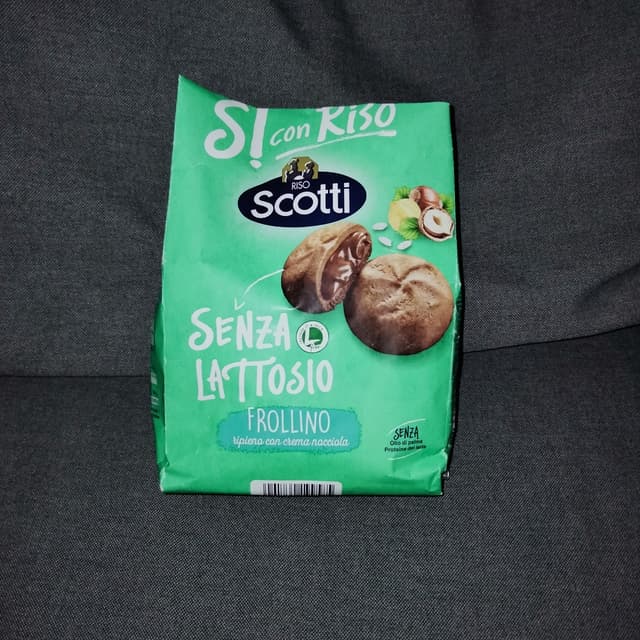 Sì con Riso
RISO
Scotti
SENZA
LATTOSIO
FROLLINO
ripieno con crema nocciola
SENZA
Olio di palma
Proteine del latte